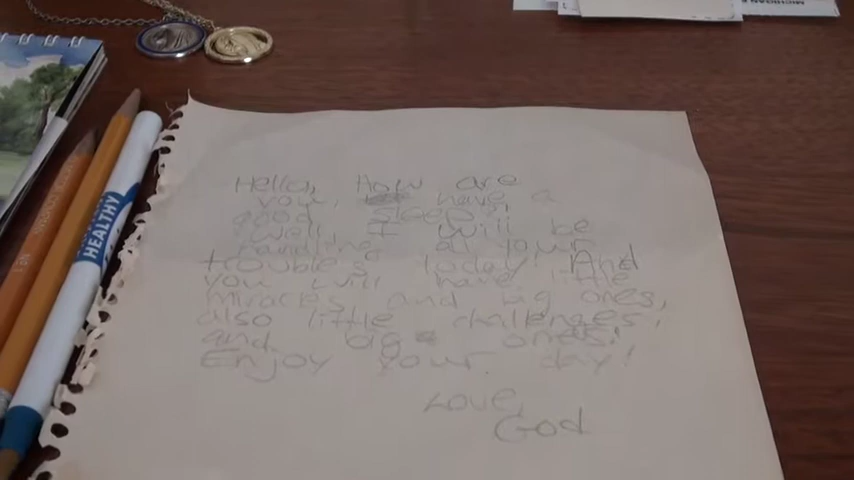 MICHIGAN
HEALTHY
Hello, How are
you, have a
good sleep?
Well, I will be
handling all your
troubles today! And
you will have little
miracles and big ones,
also little challenges!
and big ones!
Enjoy your day!
Love,
God